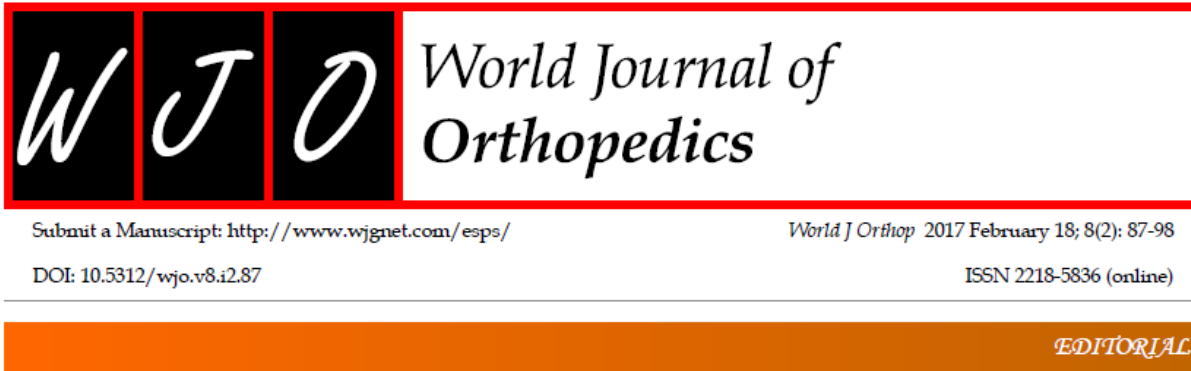 WJO
World Journal of
Orthopedics
Submit a Manuscript: http://www.wjgnet.com/esps/
World J Orthop 2017 February 18; 8(2): 87-98
DOI: 10.5312/wjo.v8.i2.87
ISSN 2218-5836 (online)
EDITORIAL